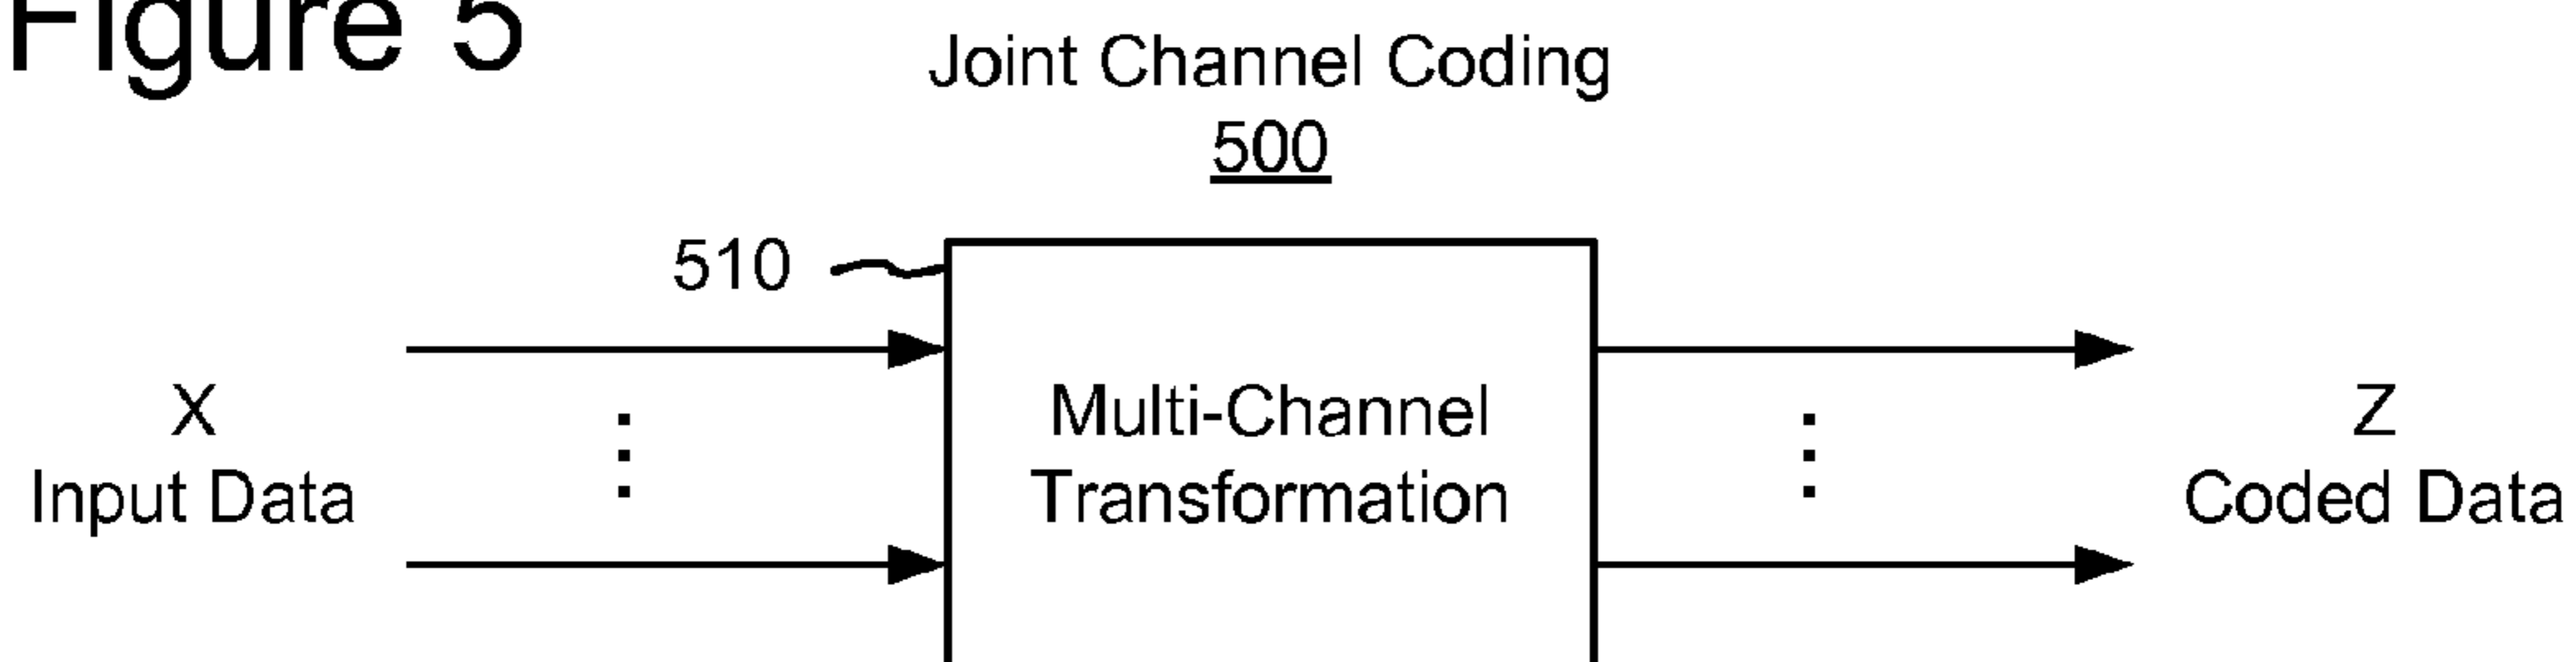 Figure 5
Joint Channel Coding
500
510
X
Input Data
Multi-Channel
Transformation
Z
Coded Data